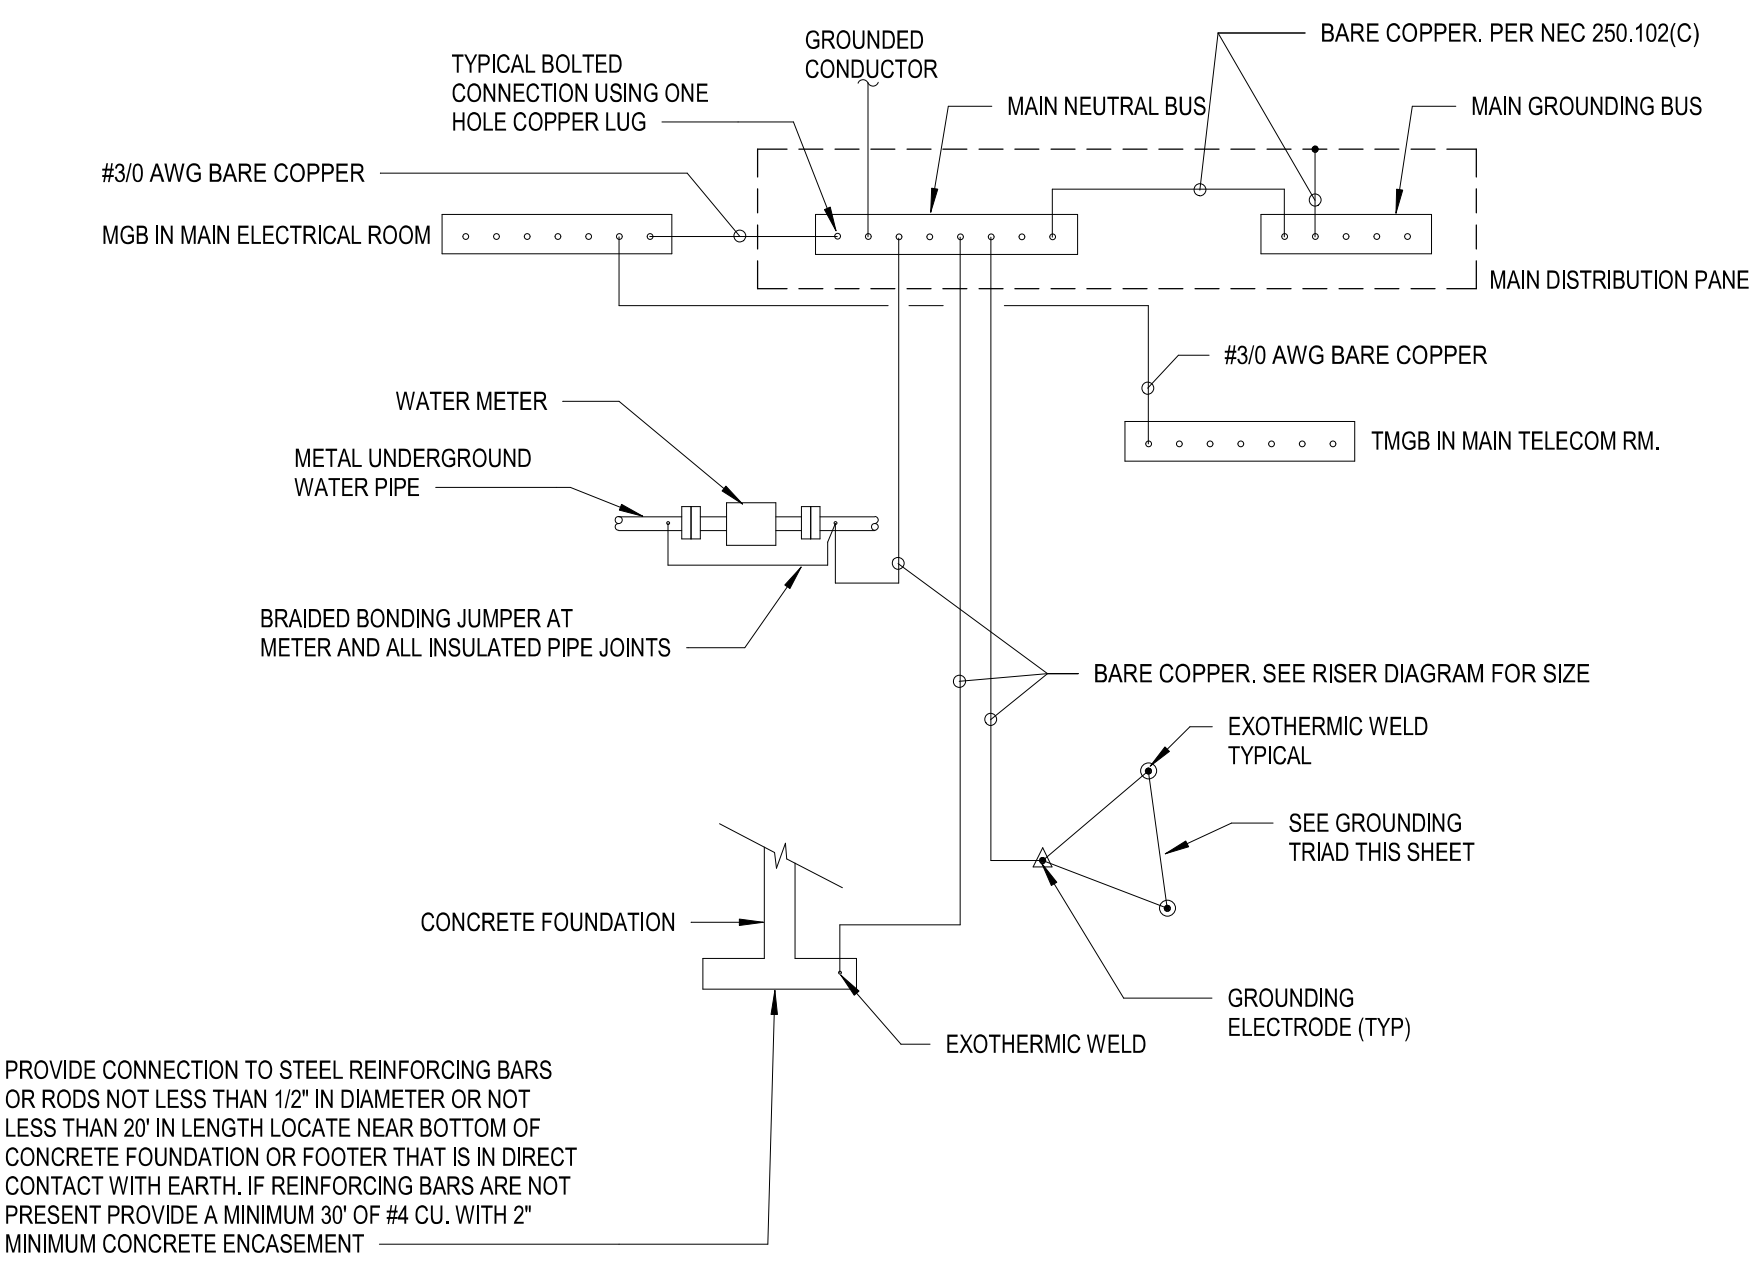 BARE COPPER. PER NEC 250.102(C)
GROUNDED
CONDUCTOR
TYPICAL BOLTED
CONNECTION USING ONE
HOLE COPPER LUG
MAIN NEUTRAL BUS
MAIN GROUNDING BUS
#3/0 AWG BARE COPPER
MGB IN MAIN ELECTRICAL ROOM
MAIN DISTRIBUTION PANE
#3/0 AWG BARE COPPER
WATER METER
TMGB IN MAIN TELECOM RM.
METAL UNDERGROUND
WATER PIPE
BRAIDED BONDING JUMPER AT
METER AND ALL INSULATED PIPE JOINTS
BARE COPPER. SEE RISER DIAGRAM FOR SIZE
EXOTHERMIC WELD
TYPICAL
SEE GROUNDING
TRIAD THIS SHEET
CONCRETE FOUNDATION
GROUNDING
ELECTRODE (TYP)
EXOTHERMIC WELD
PROVIDE CONNECTION TO STEEL REINFORCING BARS
OR RODS NOT LESS THAN 1/2" IN DIAMETER OR NOT
LESS THAN 20' IN LENGTH LOCATE NEAR BOTTOM OF
CONCRETE FOUNDATION OR FOOTER THAT IS IN DIRECT
CONTACT WITH EARTH. IF REINFORCING BARS ARE NOT
PRESENT PROVIDE A MINIMUM 30' OF #4 CU. WITH 2"
MINIMUM CONCRETE ENCASEMENT